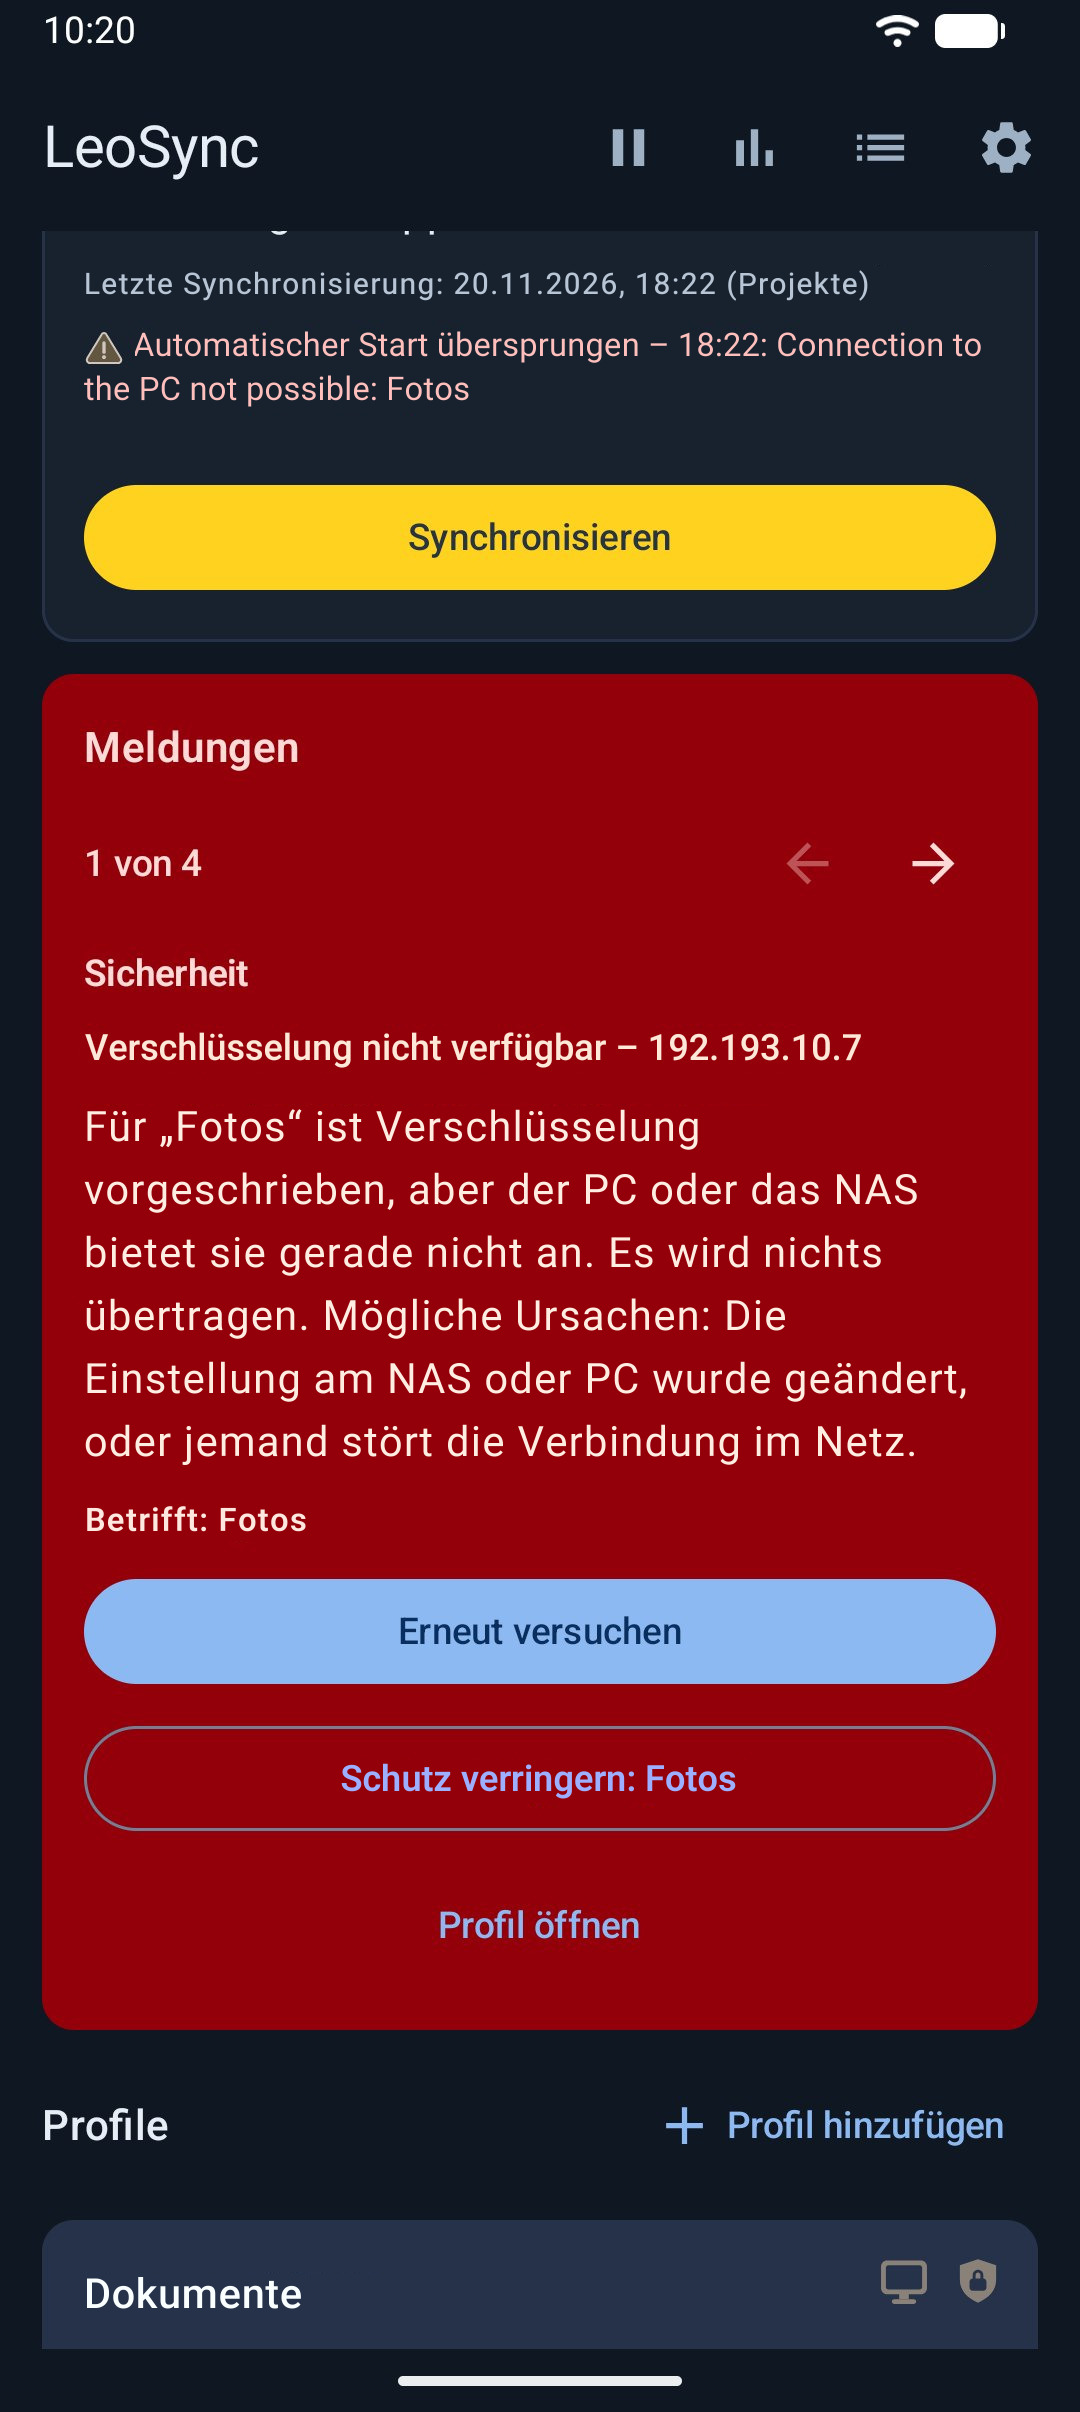 10:20
LeoSync
Letzte Synchronisierung: 20.11.2026, 18:22 (Projekte)
⚠ Automatischer Start übersprungen – 18:22: Connection to
the PC not possible: Fotos
Synchronisieren
Meldungen
1 von 4
Sicherheit
Verschlüsselung nicht verfügbar – 192.193.10.7
Für „Fotos“ ist Verschlüsselung
vorgeschrieben, aber der PC oder das NAS
bietet sie gerade nicht an. Es wird nichts
übertragen. Mögliche Ursachen: Die
Einstellung am NAS oder PC wurde geändert,
oder jemand stört die Verbindung im Netz.
Betrifft: Fotos
Erneut versuchen
Schutz verringern: Fotos
Profil öffnen
Profile
Profil hinzufügen
Dokumente